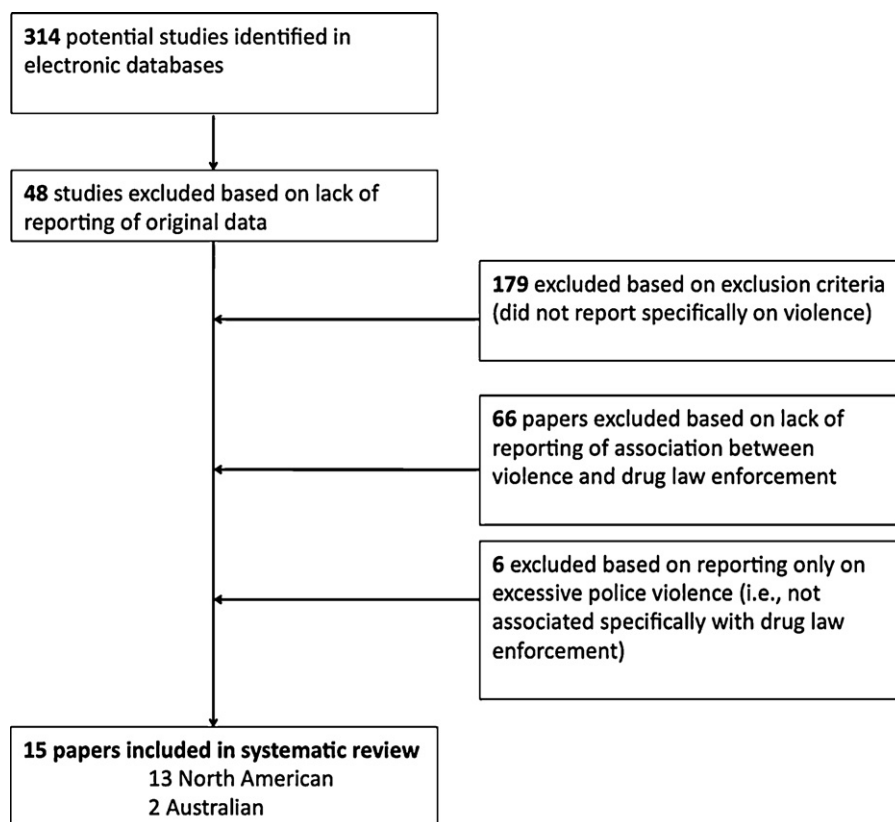 314 potential studies identified in
electronic databases
48 studies excluded based on lack of
reporting of original data
179 excluded based on exclusion criteria
(did not report specifically on violence)
66 papers excluded based on lack of
reporting of association between
violence and drug law enforcement
6 excluded based on reporting only on
excessive police violence (i.e., not
associated specifically with drug law
enforcement)
15 papers included in systematic review
13 North American
2 Australian